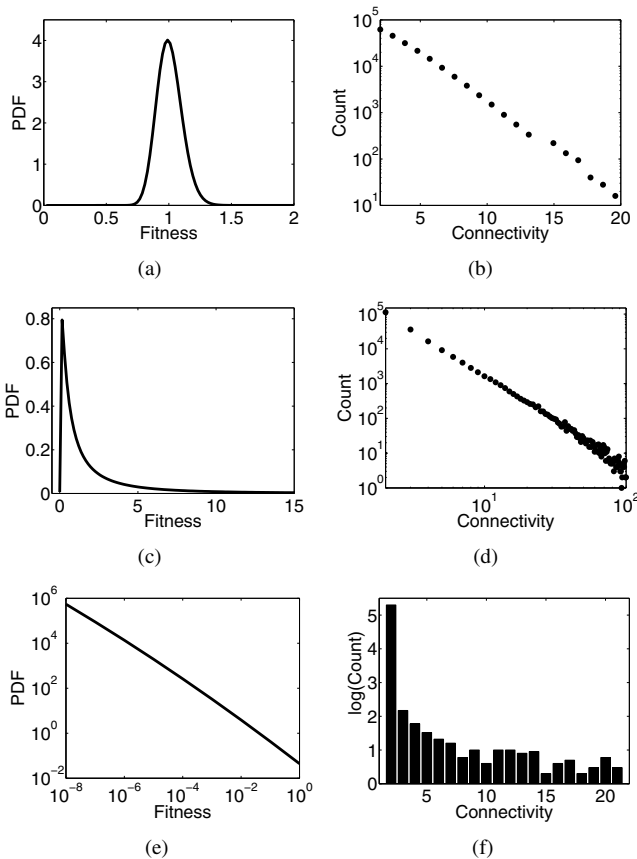 PDF
4
3
2
1
0
0 0.5 1 1.5 2
Fitness
(a)
Count
10^5
10^4
10^3
10^2
10^1
5 10 15 20
Connectivity
(b)
PDF
0.8
0.6
0.4
0.2
0
0 5 10 15
Fitness
(c)
Count
10^5
10^4
10^3
10^2
10^1
10^0
10^1 10^2
Connectivity
(d)
PDF
10^6
10^4
10^2
10^0
10^-2
10^-8 10^-6 10^-4 10^-2 10^0
Fitness
(e)
log(Count)
5
4
3
2
1
0
5 10 15 20
Connectivity
(f)